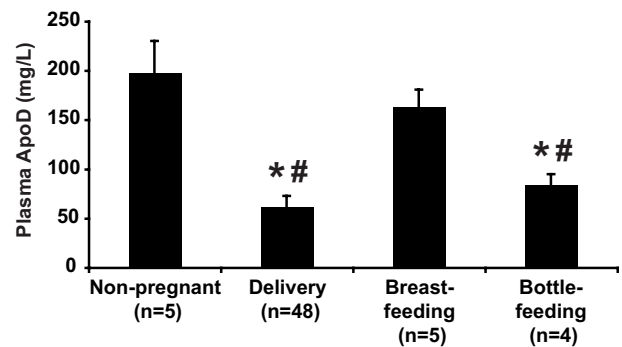 Plasma ApoD (mg/L)
250
200
150
100
50
0
*#
*#
Non-pregnant
(n=5)
Delivery
(n=48)
Breast-
feeding
(n=5)
Bottle-
feeding
(n=4)